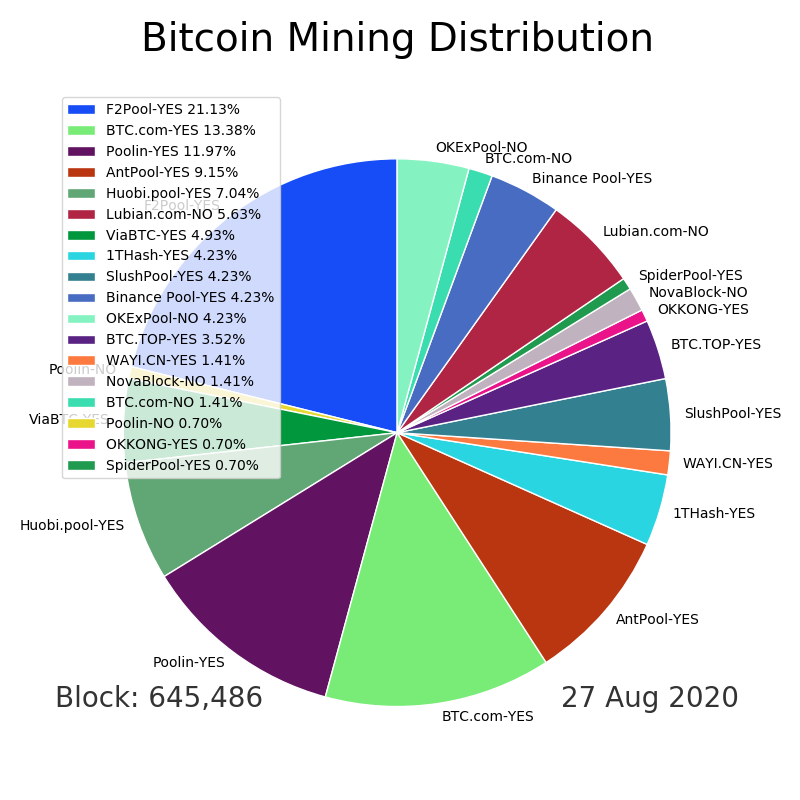 Bitcoin Mining Distribution
F2Pool-YES 21.13%
BTC.com-YES 13.38%
Poolin-YES 11.97%
AntPool-YES 9.15%
Huobi.pool-YES 7.04%
Lubian.com-NO 5.63%
ViaBTC-YES 4.93%
1THash-YES 4.23%
SlushPool-YES 4.23%
Binance Pool-YES 4.23%
OKExPool-NO 4.23%
BTC.TOP-YES 3.52%
WAYI.CN-YES 1.41%
NovaBlock-NO 1.41%
BTC.com-NO 1.41%
Poolin-NO 0.70%
OKKONG-YES 0.70%
SpiderPool-YES 0.70%
OKExPool-NO
BTC.com-NO
Binance Pool-YES
F2Pool-YES
Lubian.com-NO
SpiderPool-YES
NovaBlock-NO
OKKONG-YES
BTC.TOP-YES
Poolin-NO
SlushPool-YES
ViaBTC-YES
WAYI.CN-YES
1THash-YES
Huobi.pool-YES
AntPool-YES
Poolin-YES
BTC.com-YES
Block: 645,486
27 Aug 2020